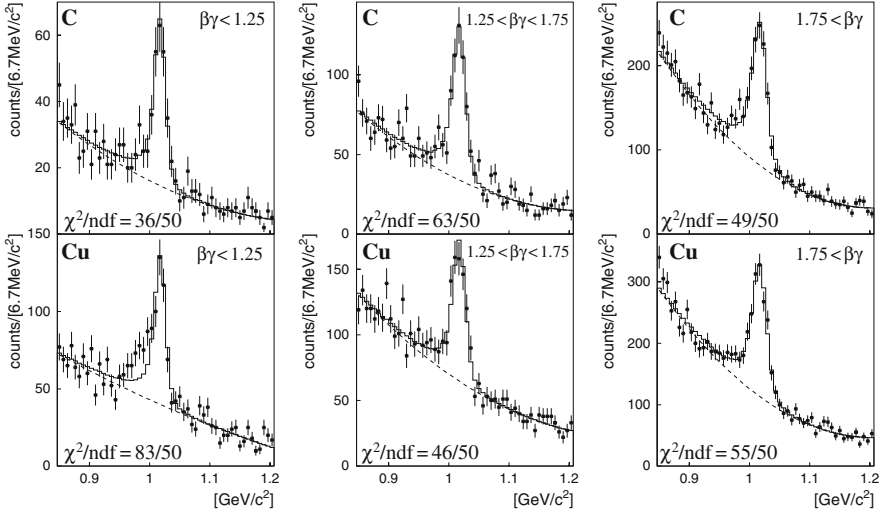 C βγ < 1.25
counts/[6.7MeV/c²]
60
40
20
χ²/ndf = 36/50
C 1.25 < βγ < 1.75
counts/[6.7MeV/c²]
100
50
0
χ²/ndf = 63/50
C 1.75 < βγ
counts/[6.7MeV/c²]
200
100
0
χ²/ndf = 49/50
Cu βγ < 1.25
counts/[6.7MeV/c²]
150
100
50
0
χ²/ndf = 83/50
0.9 1 1.1 1.2
[GeV/c²]
Cu 1.25 < βγ < 1.75
counts/[6.7MeV/c²]
150
100
50
0
χ²/ndf = 46/50
0.9 1 1.1 1.2
[GeV/c²]
Cu 1.75 < βγ
counts/[6.7MeV/c²]
300
200
100
0
χ²/ndf = 55/50
0.9 1 1.1 1.2
[GeV/c²]